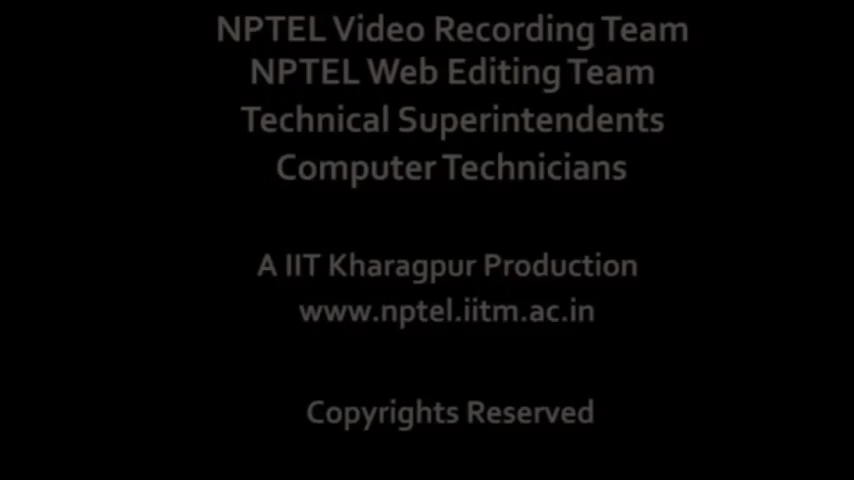 NPTEL Video Recording Team
NPTEL Web Editing Team
Technical Superintendents
Computer Technicians
A IIT Kharagpur Production
www.nptel.iitm.ac.in
Copyrights Reserved